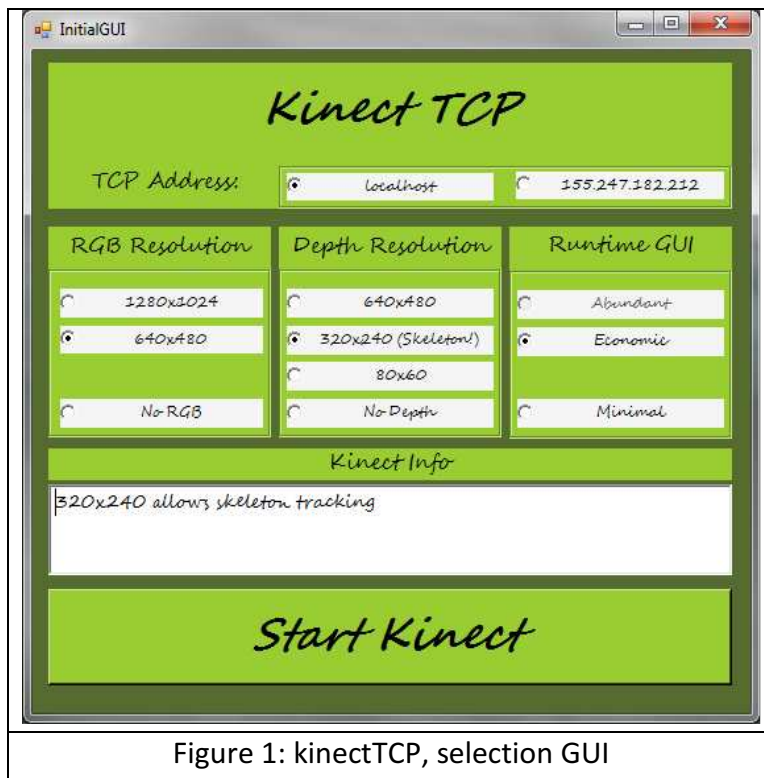 InitialGUI
Kinect TCP
TCP Address: localhost 155.247.182.212
RGB Resolution Depth Resolution Runtime GUI
1280x1024 640x480 Abundant
640x480 320x240 (Skeleton!) Economic
80x60
No RGB No Depth Minimal
Kinect Info
320x240 allows skeleton tracking
Start Kinect
Figure 1: kinectTCP, selection GUI